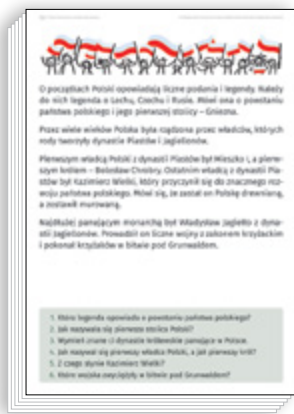 O początkach Polski opowiadają liczne podania i legendy. Należy
do nich legenda o Lechu, Czechu i Rusie. Mówi ona o powstaniu
państwa polskiego i jego pierwszej stolicy – Gniezna.
Przez wiele wieków Polska była rządzona przez władców, których
rody tworzyły dynastie Piastów i Jagiellonów.
Pierwszym władcą Polski z dynastii Piastów był Mieszko I, a pierw-
szym królem – Bolesław Chrobry. Ostatnim władcą z dynastii Pia-
stów był Kazimierz Wielki, który przyczynił się do znacznego roz-
woju państwa polskiego. Mówi się, że zastał on Polskę drewnianą,
a zostawił murowaną.
Najdłużej panującym monarchą był Władysław Jagiełło z dyna-
stii Jagiellonów. Prowadził on liczne wojny z zakonem krzyżackim
i pokonał krzyżaków w bitwie pod Grunwaldem.
1. Która legenda opowiada o powstaniu państwa polskiego?
2. Jak nazywała się pierwsza stolica Polski?
3. Wymień znane ci dynastie królewskie panujące w Polsce.
4. Jak nazywał się pierwszy władca Polski, a jak pierwszy król?
5. Z czego słynie Kazimierz Wielki?
6. Które wojska zwyciężyły w bitwie pod Grunwaldem?